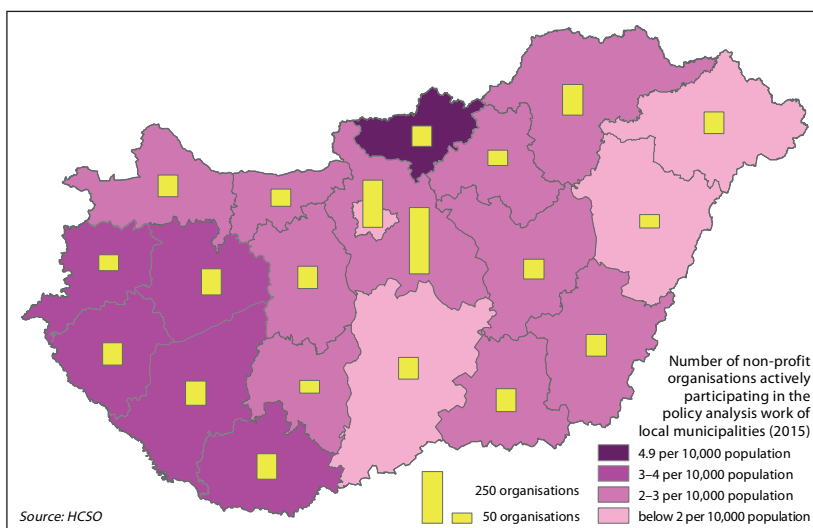 Number of non-profit
organisations actively
participating in the
policy analysis work of
local municipalities (2015)
4.9 per 10,000 population
3–4 per 10,000 population
2–3 per 10,000 population
below 2 per 10,000 population
250 organisations
50 organisations
Source: HCSO